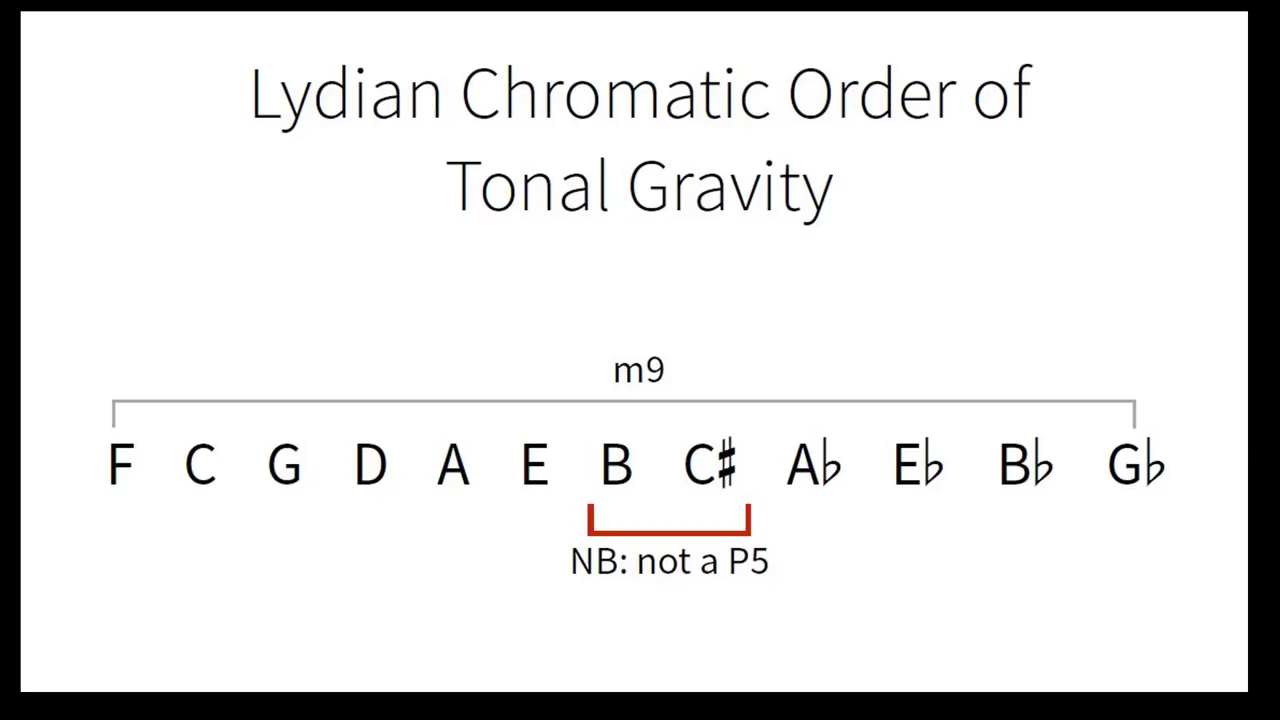 Lydian Chromatic Order of
Tonal Gravity
m9
F C G D A E B C♯ A♭ E♭ B♭ G♭
NB: not a P5